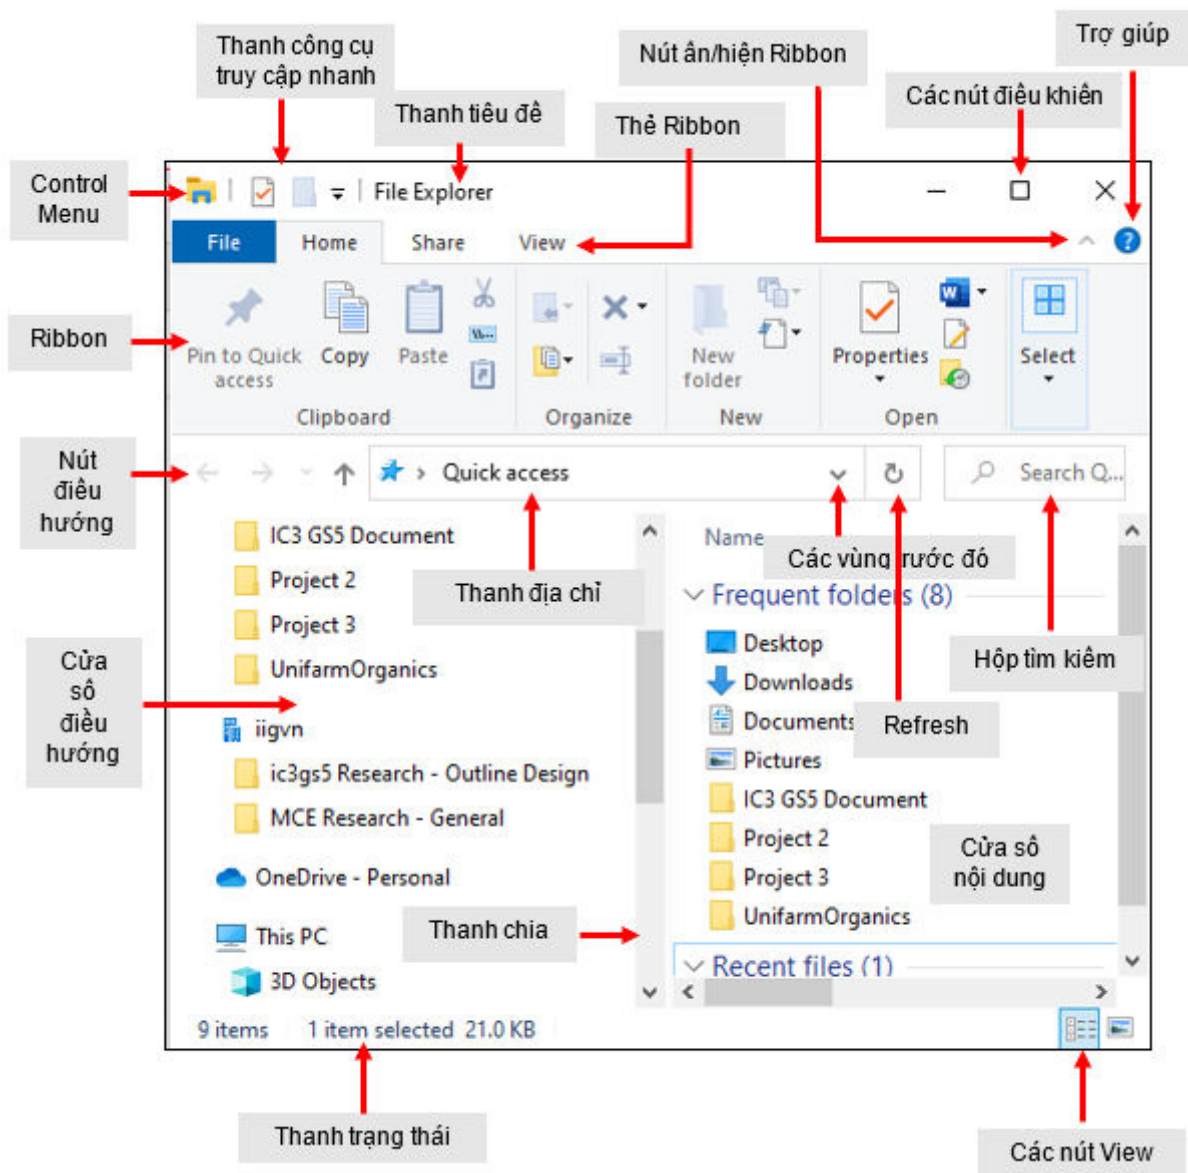 Thanh công cụ
truy cập nhanh
Thanh tiêu đề
Nút ẩn/hiện Ribbon
Thẻ Ribbon
Các nút điều khiển
Trợ giúp
Control
Menu
File Explorer
File Home Share View
Ribbon
Pin to Quick
access
Copy
Paste
Clipboard
Organize
New
folder
New
Properties
Open
Select
Nút
điều
hướng
Quick access
Search Q...
IC3 GS5 Document
Project 2
Project 3
UnifarmOrganics
iigvn
ic3gs5 Research - Outline Design
MCE Research - General
OneDrive - Personal
This PC
3D Objects
Thanh địa chỉ
Cửa
sổ
điều
hướng
Thanh chia
Name
Các vùng trước đó
Frequent folders (8)
Desktop
Downloads
Documents
Pictures
IC3 GS5 Document
Project 2
Project 3
UnifarmOrganics
Recent files (1)
Hộp tìm kiếm
Refresh
Cửa sổ
nội dung
9 items 1 item selected 21.0 KB
Thanh trạng thái
Các nút View